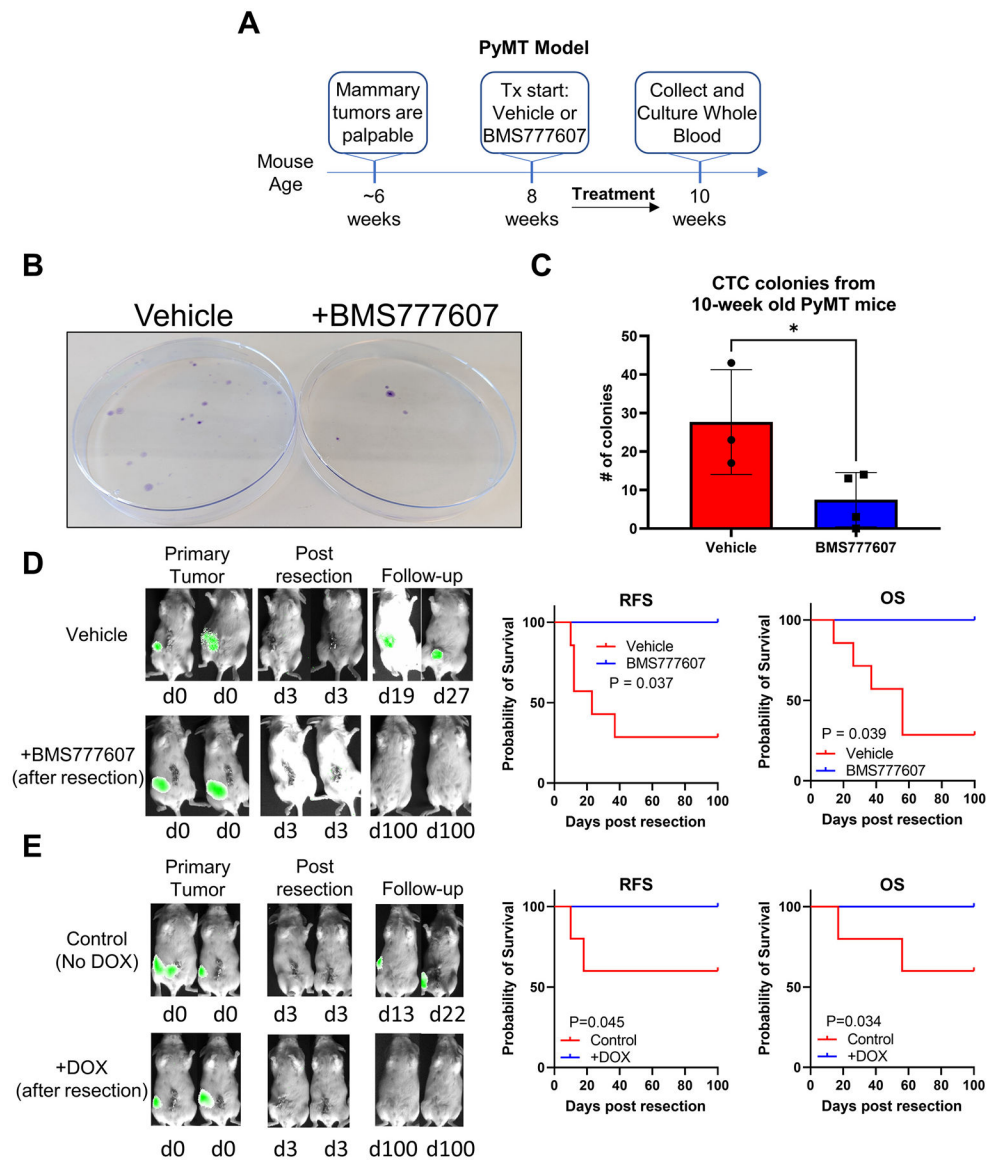 A
PyMT Model
Mammary
tumors are
palpable
Tx start:
Vehicle or
BMS777607
Collect and
Culture Whole
Blood
Mouse
Age
~6
weeks
8
weeks
Treatment
10
weeks
B
Vehicle
+BMS777607
C
CTC colonies from
10-week old PyMT mice
*
# of colonies
50
40
30
20
10
0
Vehicle
BMS777607
D
Primary
Tumor
Post
resection
Follow-up
Vehicle
d0 d0 d3 d3 d19 d27
+BMS777607
(after resection)
d0 d0 d3 d3 d100 d100
RFS
Probability of Survival
100
50
0
Vehicle
BMS777607
P = 0.037
0 20 40 60 80 100
Days post resection
OS
Probability of Survival
100
50
0
P = 0.039
Vehicle
BMS777607
0 20 40 60 80 100
Days post resection
E
Primary
Tumor
Post
resection
Follow-up
Control
(No DOX)
d0 d0 d3 d3 d13 d22
+DOX
(after resection)
d0 d0 d3 d3 d100 d100
RFS
Probability of Survival
100
50
0
P=0.045
Control
+DOX
0 20 40 60 80 100
Days post resection
OS
Probability of Survival
100
50
0
P=0.034
Control
+DOX
0 20 40 60 80 100
Days post resection